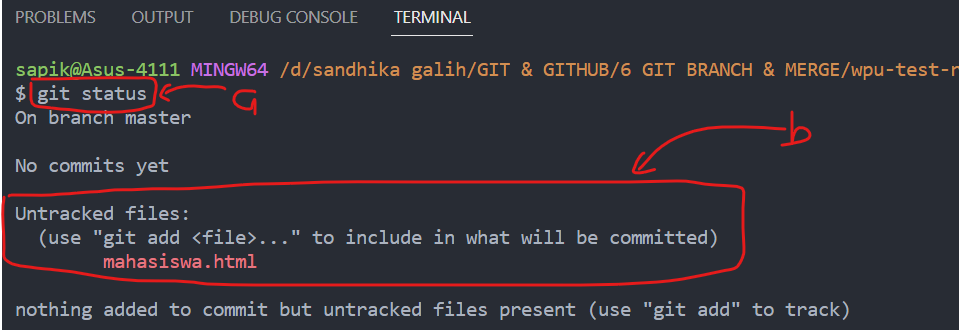 PROBLEMS OUTPUT DEBUG CONSOLE TERMINAL
sapik@Asus-4111 MINGW64 /d/sandhika galih/GIT & GITHUB/6 GIT BRANCH & MERGE/wpu-test-r
$ git status
a
On branch master
b
No commits yet
Untracked files:
(use "git add <file>..." to include in what will be committed)
mahasiswa.html
nothing added to commit but untracked files present (use "git add" to track)